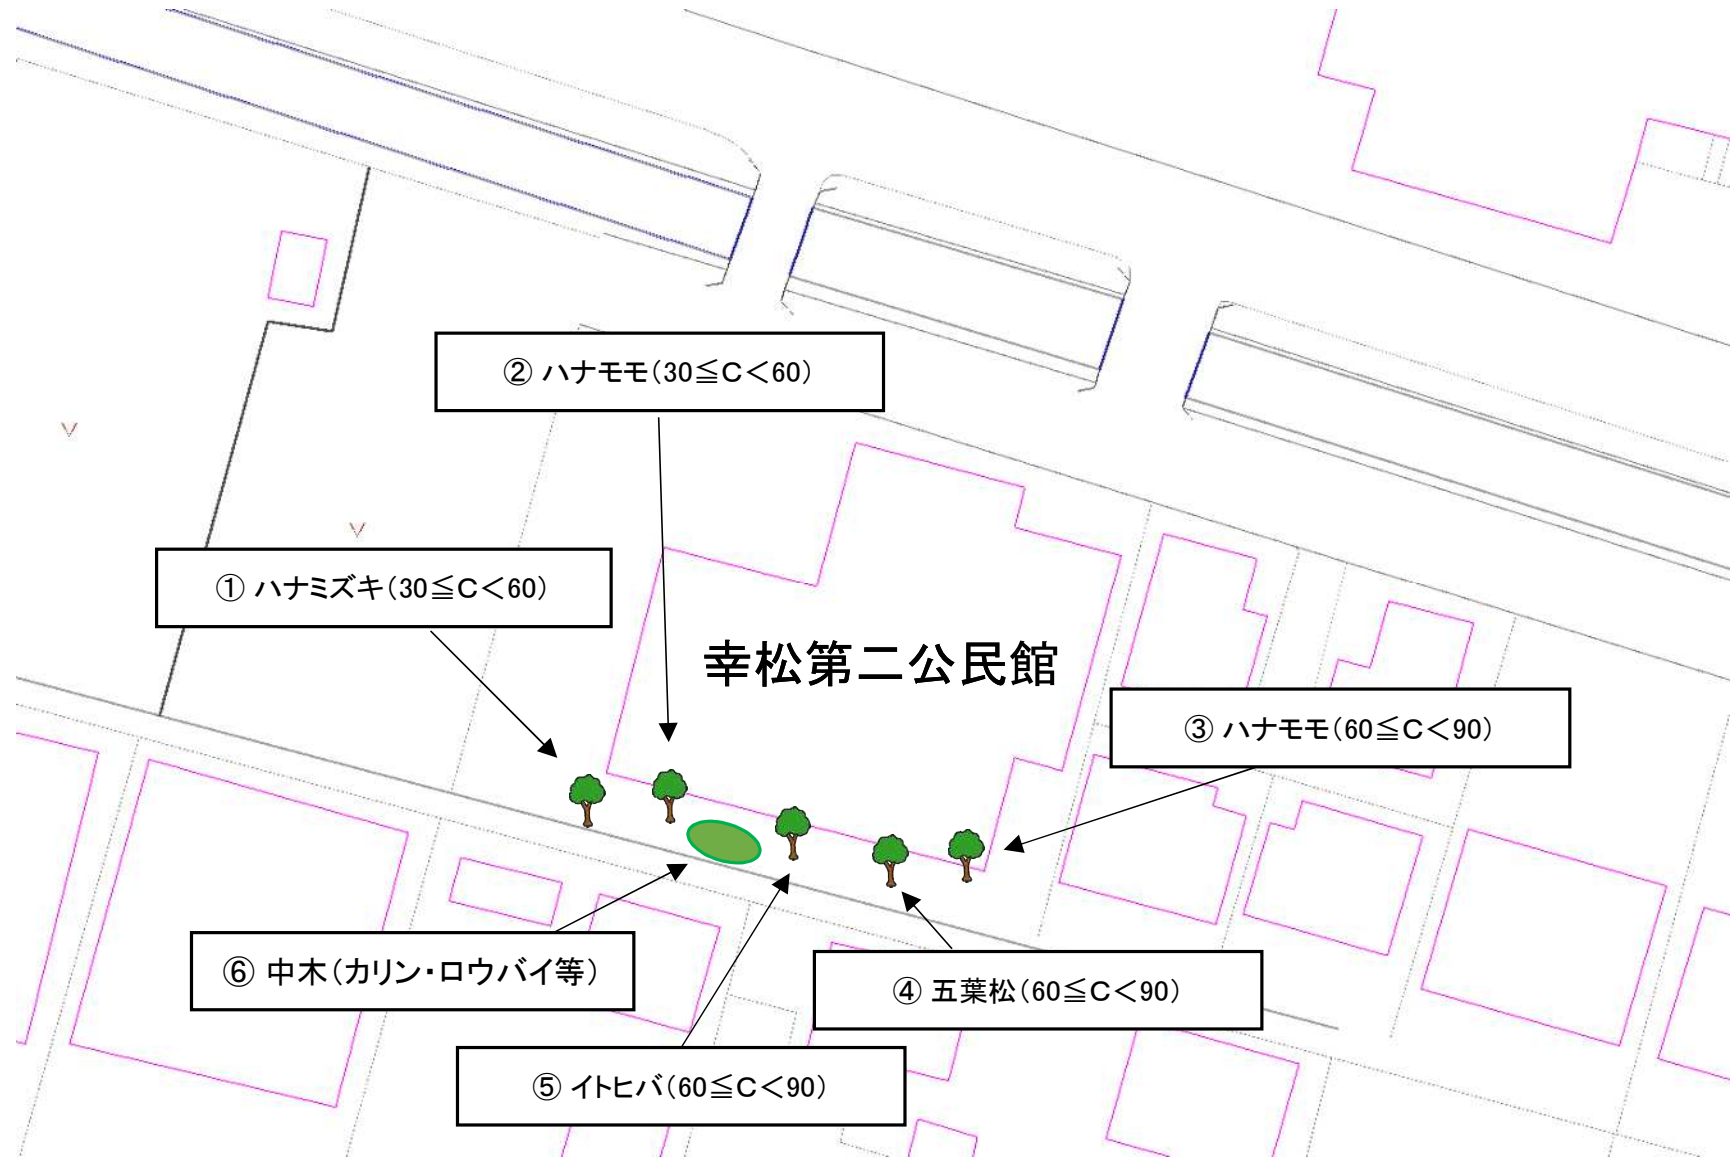 ② ハナモモ（30≦C＜60）
① ハナミズキ（30≦C＜60）
幸松第二公民館
③ ハナモモ（60≦C＜90）
⑥ 中木（カリン・ロウバイ等）
④ 五葉松（60≦C＜90）
⑤ イトヒバ（60≦C＜90）